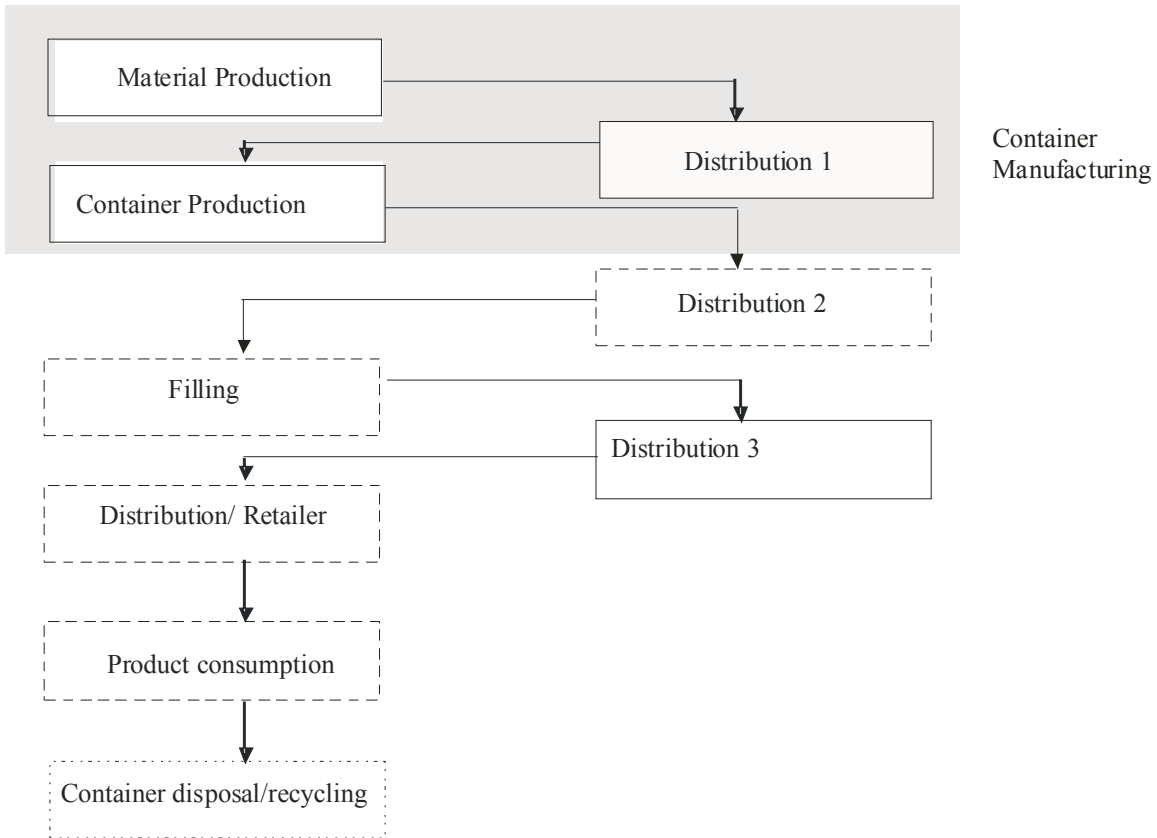 Material Production
Distribution 1
Container
Manufacturing
Container Production
Distribution 2
Filling
Distribution 3
Distribution/ Retailer
Product consumption
Container disposal/recycling